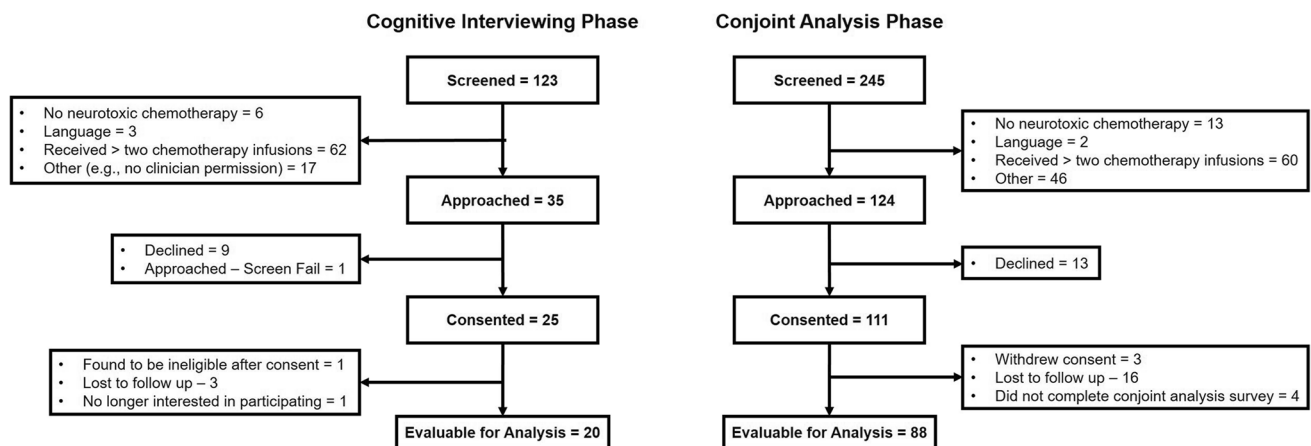 Cognitive Interviewing Phase
Screened = 123
• No neurotoxic chemotherapy = 6
• Language = 3
• Received > two chemotherapy infusions = 62
• Other (e.g., no clinician permission) = 17
Approached = 35
• Declined = 9
• Approached – Screen Fail = 1
Consented = 25
• Found to be ineligible after consent = 1
• Lost to follow up – 3
• No longer interested in participating = 1
Evaluable for Analysis = 20
Conjoint Analysis Phase
Screened = 245
• No neurotoxic chemotherapy = 13
• Language = 2
• Received > two chemotherapy infusions = 60
• Other = 46
Approached = 124
• Declined = 13
Consented = 111
• Withdrew consent = 3
• Lost to follow up – 16
• Did not complete conjoint analysis survey = 4
Evaluable for Analysis = 88